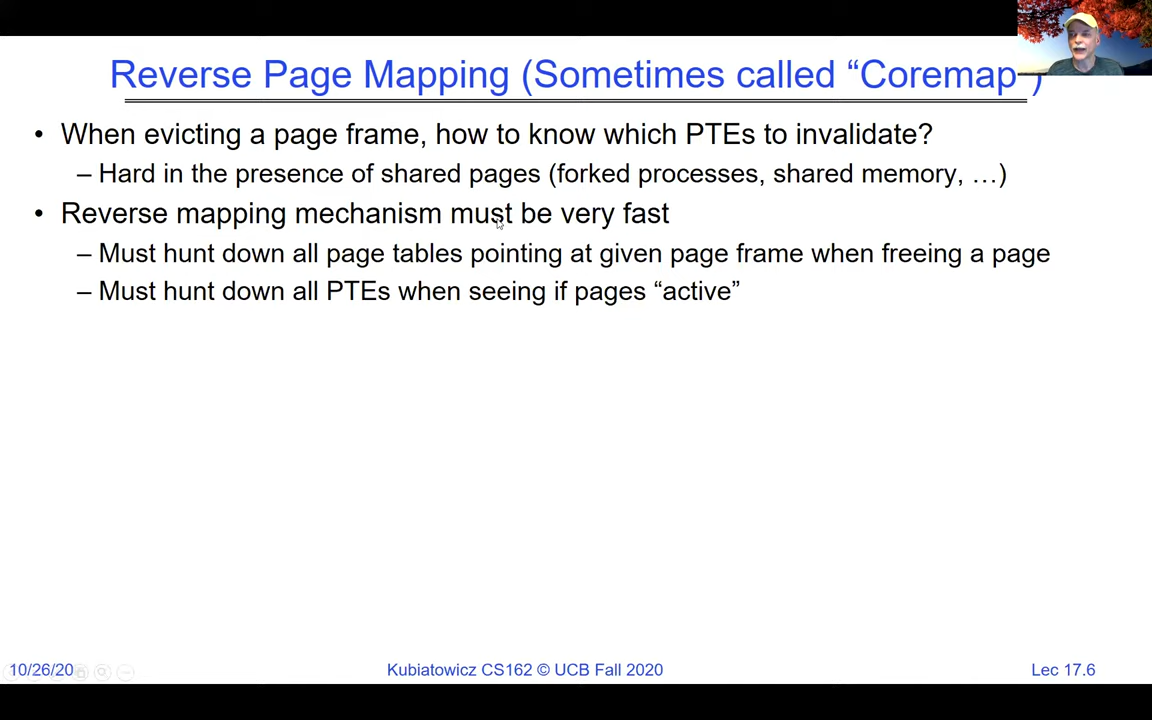 Reverse Page Mapping (Sometimes called “Coremap”)
• When evicting a page frame, how to know which PTEs to invalidate?
– Hard in the presence of shared pages (forked processes, shared memory, …)
• Reverse mapping mechanism must be very fast
– Must hunt down all page tables pointing at given page frame when freeing a page
– Must hunt down all PTEs when seeing if pages “active”
10/26/20 Kubiatowicz CS162 © UCB Fall 2020 Lec 17.6